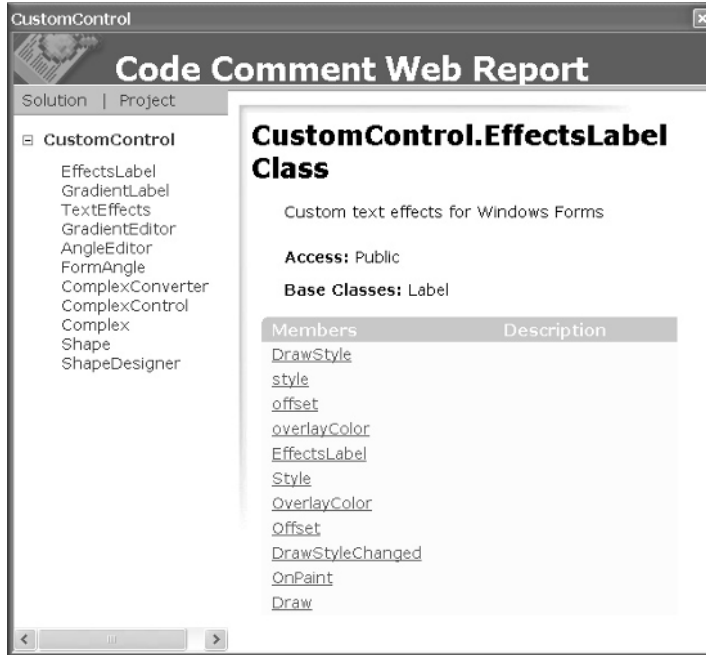 CustomControl
Code Comment Web Report
Solution | Project
CustomControl
EffectsLabel
GradientLabel
TextEffects
GradientEditor
AngleEditor
FormAngle
ComplexConverter
ComplexControl
Complex
Shape
ShapeDesigner
CustomControl.EffectsLabel
Class
Custom text effects for Windows Forms
Access: Public
Base Classes: Label
Members Description
DrawStyle
style
offset
overlayColor
EffectsLabel
Style
OverlayColor
Offset
DrawStyleChanged
OnPaint
Draw